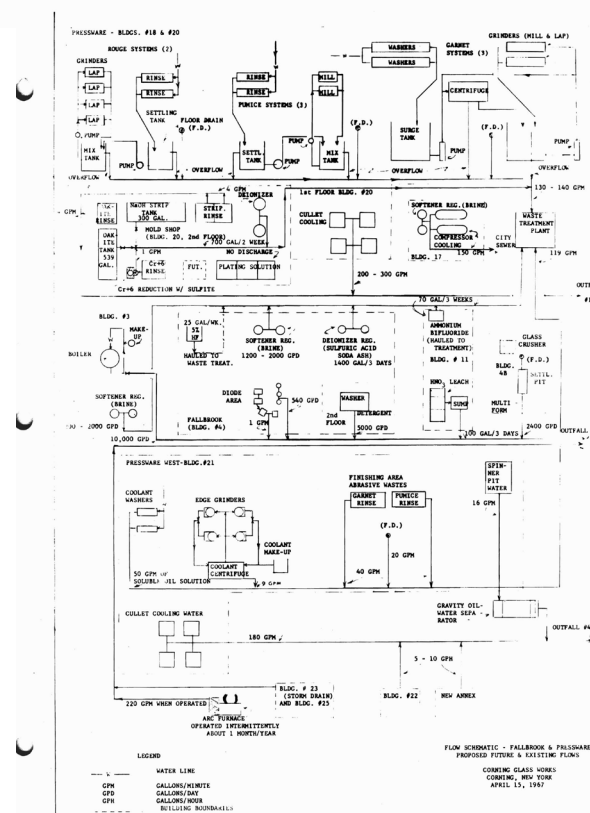 PRESSWARE - BLDGS. #18 & #20
ROUGE SYSTEMS (2)
GRINDERS
LAP
LAP
LAP
LAP
PUMP
MIX TANK
OVERFLOW
RINSE
RINSE
SETTLING TANK
PUMP
FLOOR DRAIN (F.D.)
OVERFLOW
RINSE
RINSE
PUMICE SYSTEMS (3)
SETTL. TANK
PUMP
PUMP
MILL
MILL
MIX TANK
(F.D.)
OVERFLOW
WASHERS
WASHERS
GARNET SYSTEMS (3)
CENTRIFUGE
SURGE TANK
PUMP
(F.D.)
GRINDERS (MILL & LAP)
PUMP
OVERFLOW
130 - 140 GPM
GPM
OAK-ITE RINSE
NaOH STRIP TANK
300 GAL.
STRIP RINSE
4 GPM
DEIONIZER
MOLD SHOP
(BLDG. 20, 2nd FLOOR)
700 GAL/2 WEEKS
OAK-ITE TANK 539 GAL.
1 GPM
NO DISCHARGE
Cr+6 RINSE
FUT.
PLATING SOLUTION
Cr+6 REDUCTION W/ SULFITE
1st FLOOR BLDG. #20
CULLET COOLING
200 - 300 GPM
SOFTENER REG.(BRINE)
COMPRESSOR COOLING
150 GPM
BLDG. 17
CITY SEWER
WASTE TREATMENT PLANT
119 GPM
BLDG. #3
MAKE-UP
BOILER
SOFTENER REG.
(BRINE)
- 2000 GPD
10,000 GPD
25 GAL/WK.
5% HF
HAULED TO WASTE TREAT.
SOFTENER REG.
(BRINE)
1200 - 2000 GPD
DEIONIZER REG.
(SULFURIC ACID SODA ASH)
1400 GAL/3 DAYS
DIODE AREA
FALLBROOK
(BLDG. #4)
1 GPM
540 GPD
WASHER
2nd FLOOR
DETERGENT
5000 GPD
70 GAL/3 WEEKS
AMMONIUM BIFLUORIDE
(HAULED TO TREATMENT)
BLDG. # 11
LEACH
SUMP
100 GAL/3 DAYS
GLASS CRUSHER
BLDG. 4B
(F.D.)
SETTL. PIT
MULTI FORM
2400 GPD
OUTFALL
PRESSWARE WEST-BLDG.#21
COOLANT WASHERS
EDGE GRINDERS
COOLANT MAKE-UP
COOLANT CENTRIFUGE
50 GPM OF
SOLUBLE OIL SOLUTION
9 GPM
FINISHING AREA
ABRASIVE WASTES
GARNET RINSE
PUMICE RINSE
(F.D.)
20 GPM
40 GPM
SPINNER PIT WATER
16 GPM
GRAVITY OIL-WATER SEPARATOR
OUTFALL #4
CULLET COOLING WATER
180 GPM
5 - 10 GPH
BLDG. #22
NEW ANNEX
BLDG. # 23
(STORM DRAIN)
AND BLDG. #25
220 GPM WHEN OPERATED
ARC FURNACE
OPERATED INTERMITTENTLY
ABOUT 1 MONTH/YEAR
LEGEND
WATER LINE
GPM GALLONS/MINUTE
GPD GALLONS/DAY
GPH GALLONS/HOUR
BUILDING BOUNDARIES
FLOW SCHEMATIC - FALLBROOK & PRESSWARE
PROPOSED FUTURE & EXISTING FLOWS
CORNING GLASS WORKS
CORNING, NEW YORK
APRIL 15, 1967